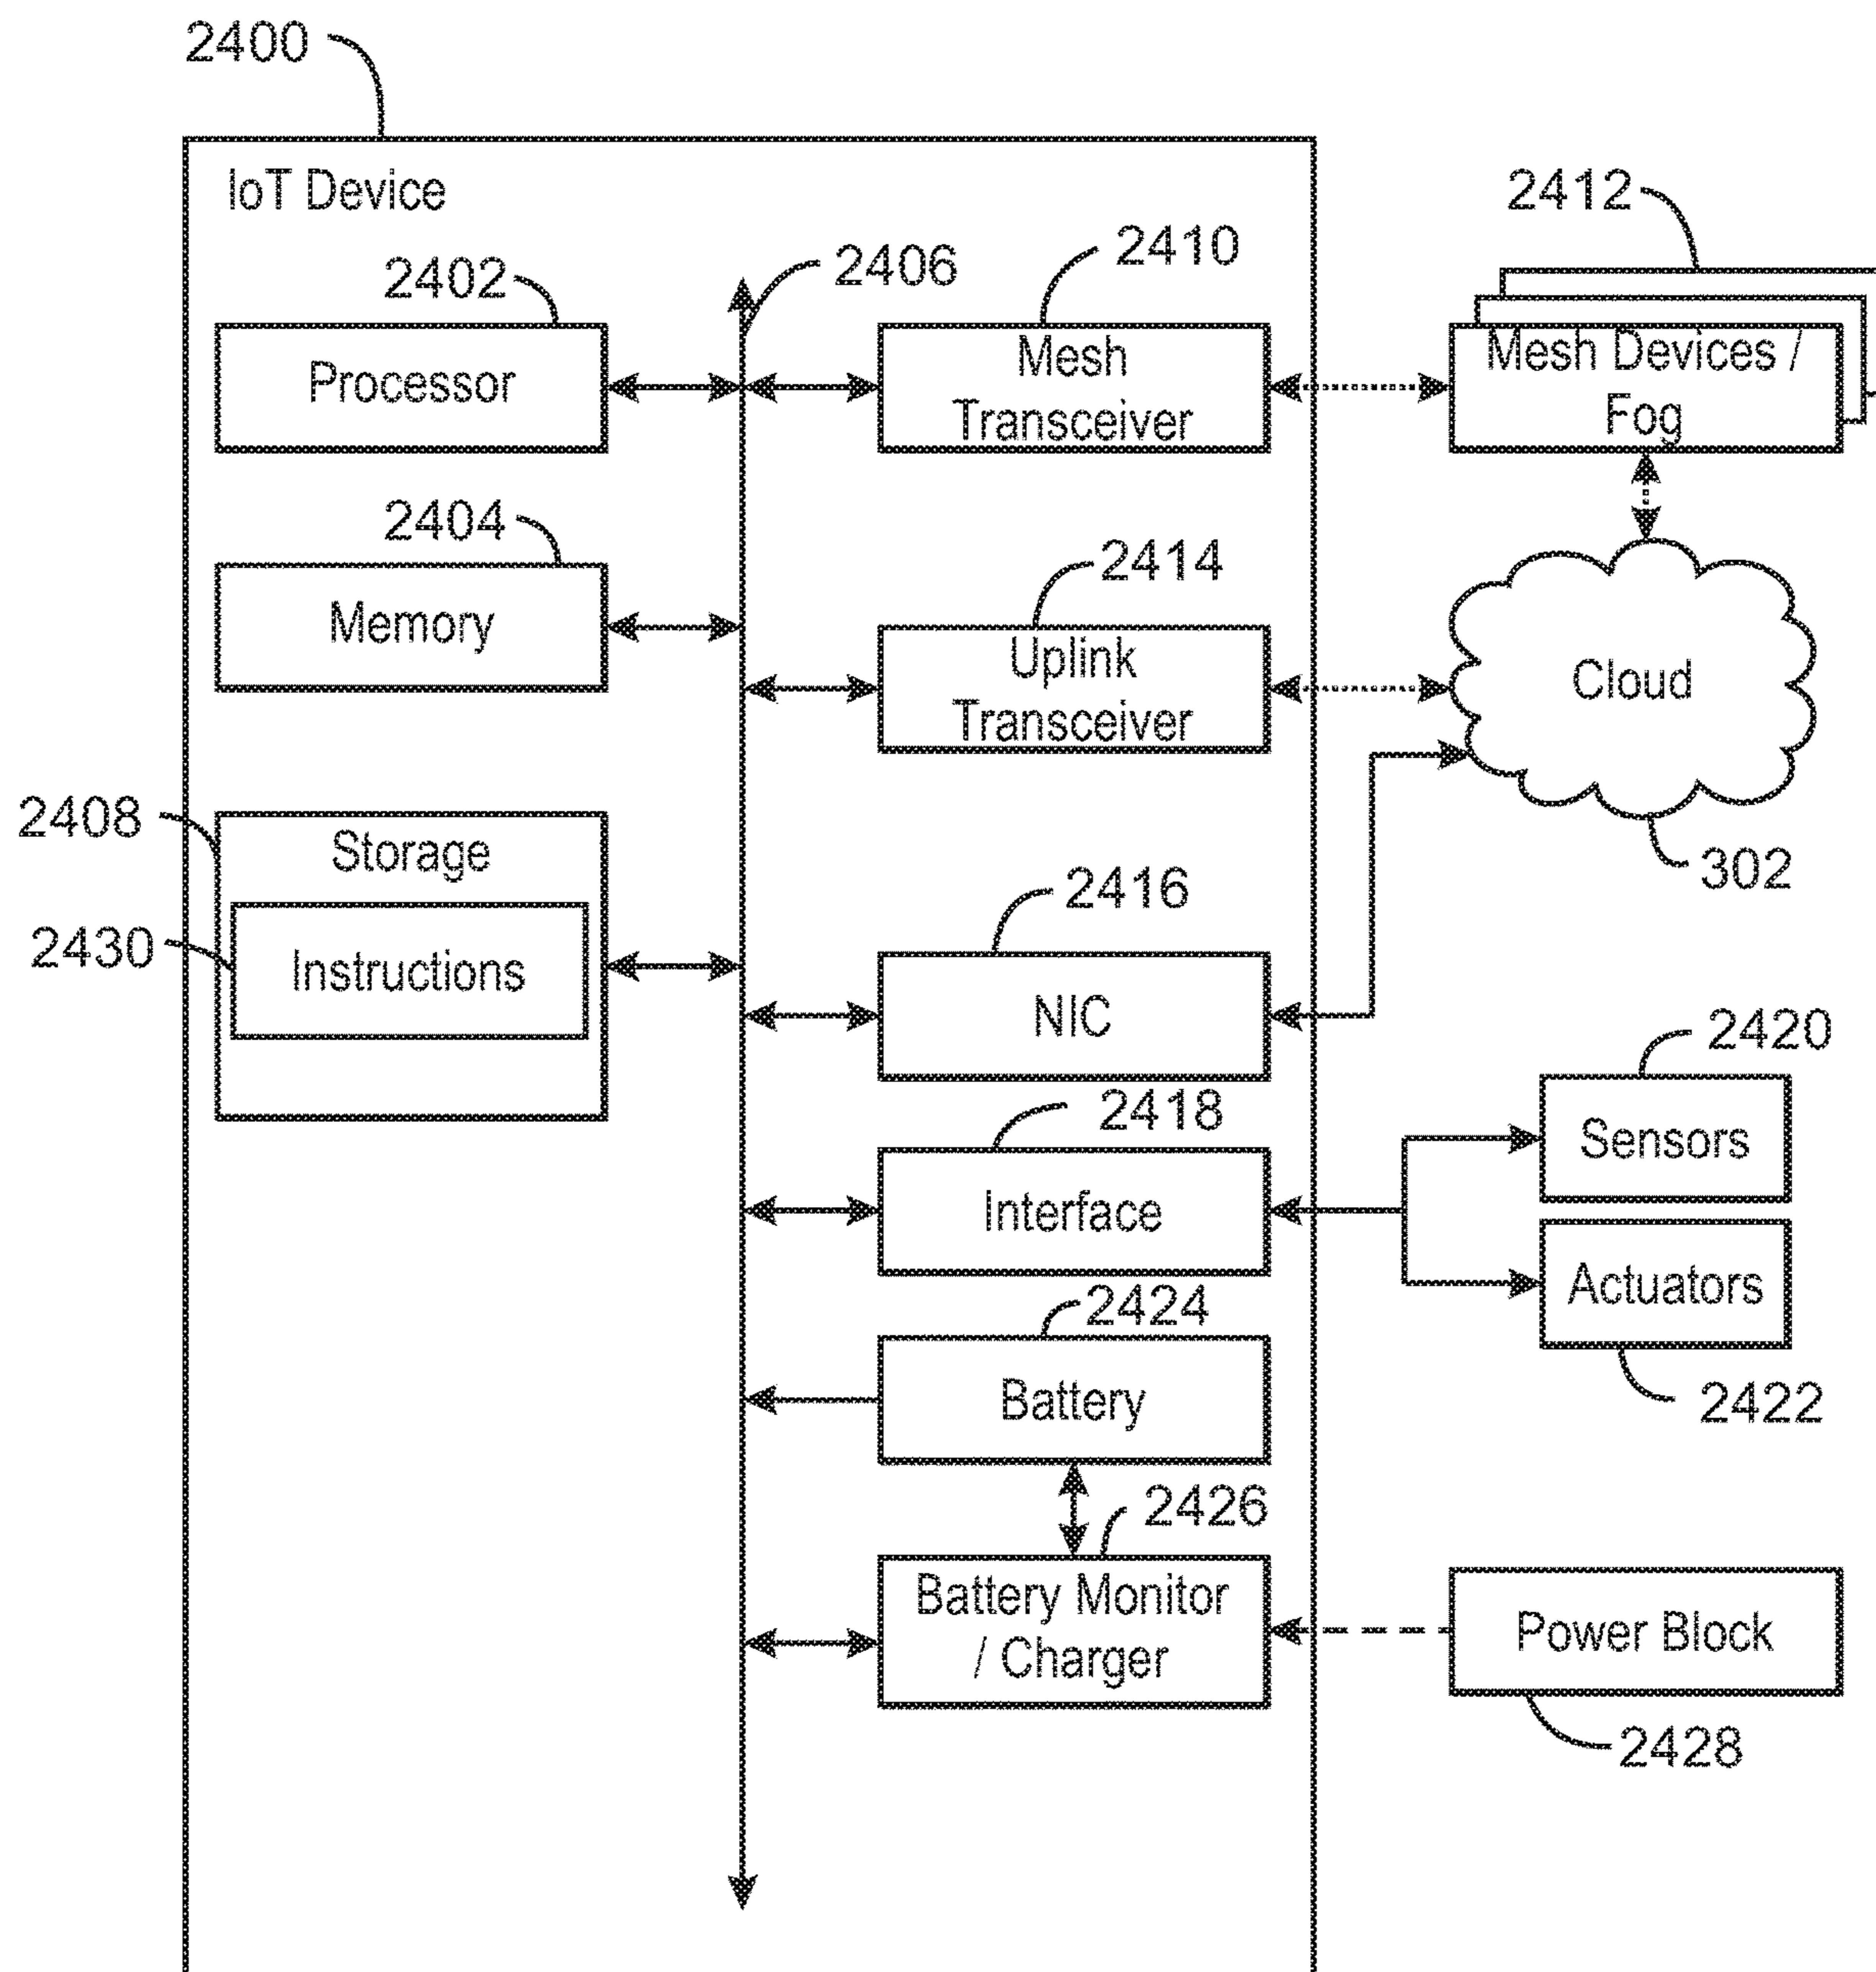 2400
IoT Device
2412
2410
2406
2402
Processor
Mesh
Transceiver
Mesh Devices /
Fog
2404
Memory
2414
Uplink
Transceiver
Cloud
302
2408
Storage
2430
Instructions
2416
NIC
2420
Sensors
2418
Interface
Actuators
2422
2424
Battery
2426
Battery Monitor
/ Charger
Power Block
2428